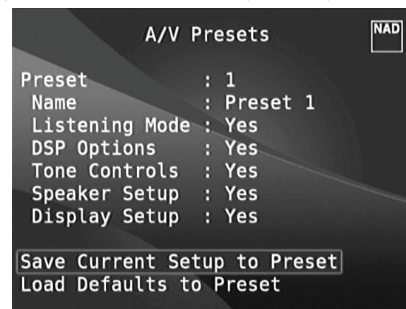 A/V Presets
NAD
Preset : 1
Name : Preset 1
Listening Mode : Yes
DSP Options : Yes
Tone Controls : Yes
Speaker Setup : Yes
Display Setup : Yes
Save Current Setup to Preset
Load Defaults to Preset